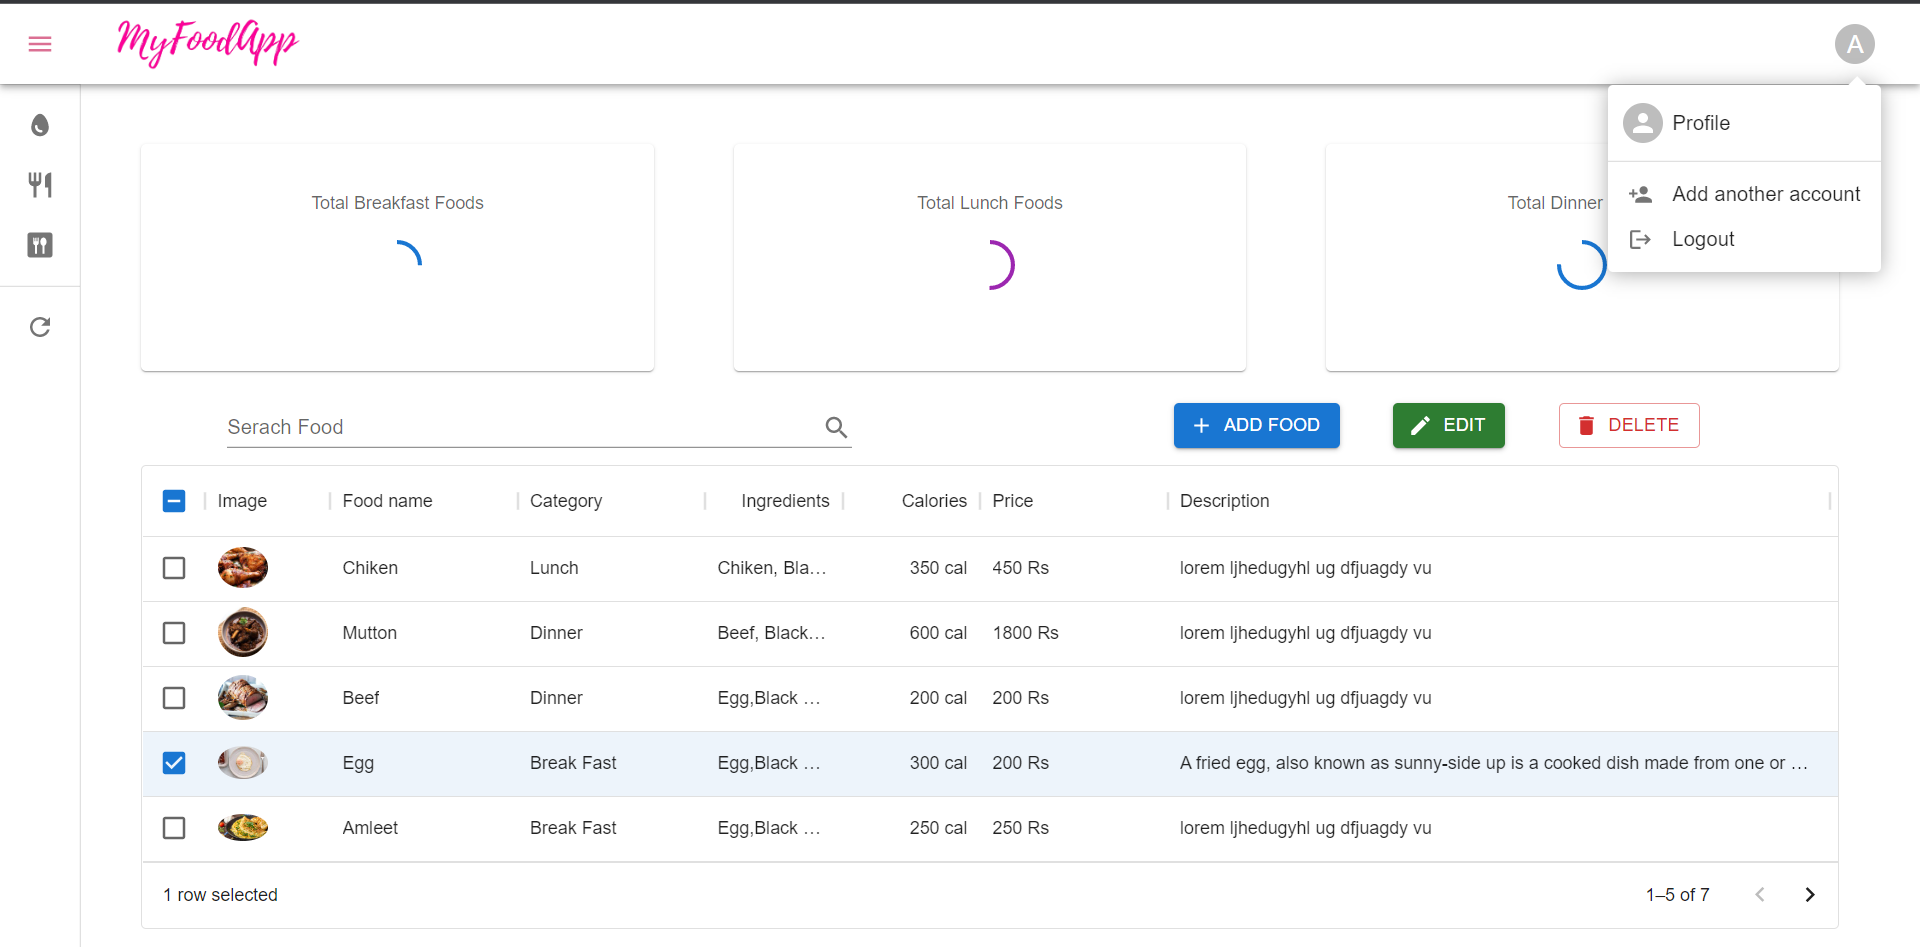 MyFoodApp
A
Profile
Add another account
Logout
Total Breakfast Foods
Total Lunch Foods
Total Dinner
Serach Food
ADD FOOD
EDIT
DELETE
Image Food name Category Ingredients Calories Price Description
Chiken Lunch Chiken, Bla... 350 cal 450 Rs lorem ljhedugyhl ug dfjuagdy vu
Mutton Dinner Beef, Black... 600 cal 1800 Rs lorem ljhedugyhl ug dfjuagdy vu
Beef Dinner Egg,Black ... 200 cal 200 Rs lorem ljhedugyhl ug dfjuagdy vu
Egg Break Fast Egg,Black ... 300 cal 200 Rs A fried egg, also known as sunny-side up is a cooked dish made from one or ...
Amleet Break Fast Egg,Black ... 250 cal 250 Rs lorem ljhedugyhl ug dfjuagdy vu
1 row selected
1–5 of 7